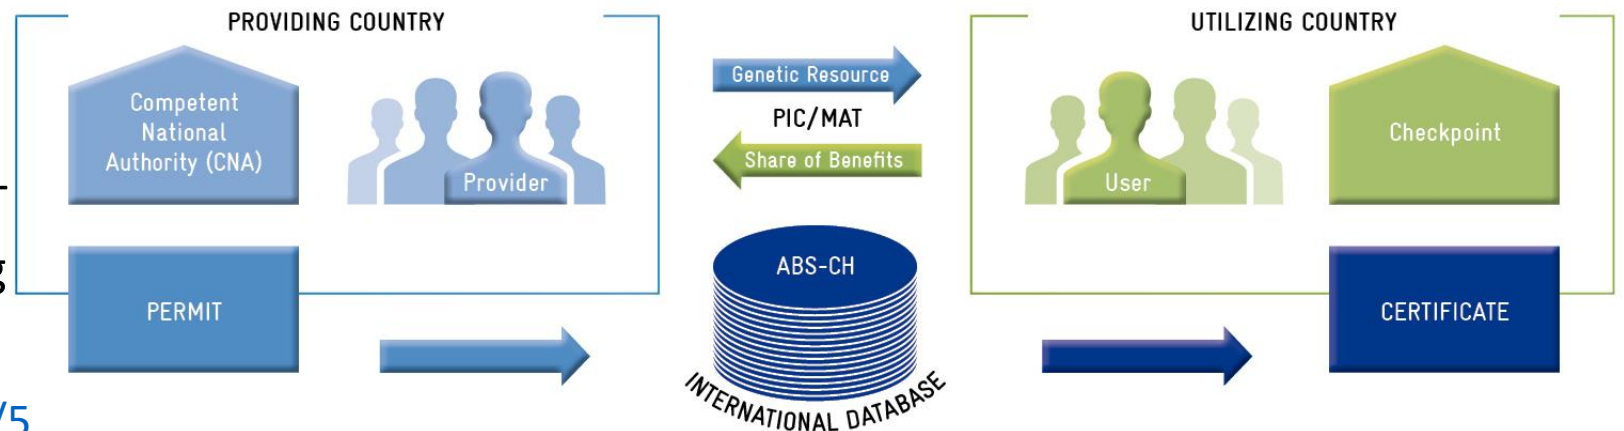 PROVIDING COUNTRY
Competent
National
Authority (CNA)
Provider
PERMIT
Genetic Resource
PIC/MAT
Share of Benefits
ABS-CH
INTERNATIONAL DATABASE
UTILIZING COUNTRY
User
Checkpoint
CERTIFICATE
-
g
/5